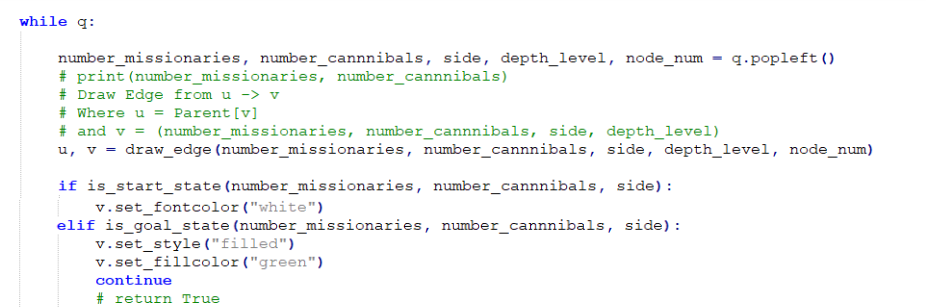 while q:
number_missionaries, number_cannnibals, side, depth_level, node_num = q.popleft()
# print(number_missionaries, number_cannnibals)
# Draw Edge from u -> v
# Where u = Parent[v]
# and v = (number_missionaries, number_cannnibals, side, depth_level)
u, v = draw_edge(number_missionaries, number_cannnibals, side, depth_level, node_num)
if is_start_state(number_missionaries, number_cannnibals, side):
v.set_fontcolor("white")
elif is_goal_state(number_missionaries, number_cannnibals, side):
v.set_style("filled")
v.set_fillcolor("green")
continue
# return True